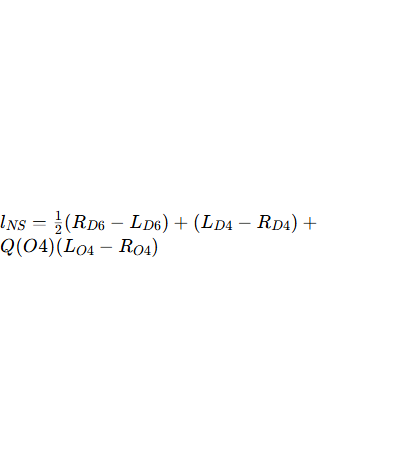 l_{NS} = \frac{1}{2}(R_{D6} − L_{D6}) + (L_{D4} − R_{D4}) +
Q(O4)(L_{O4} − R_{O4})